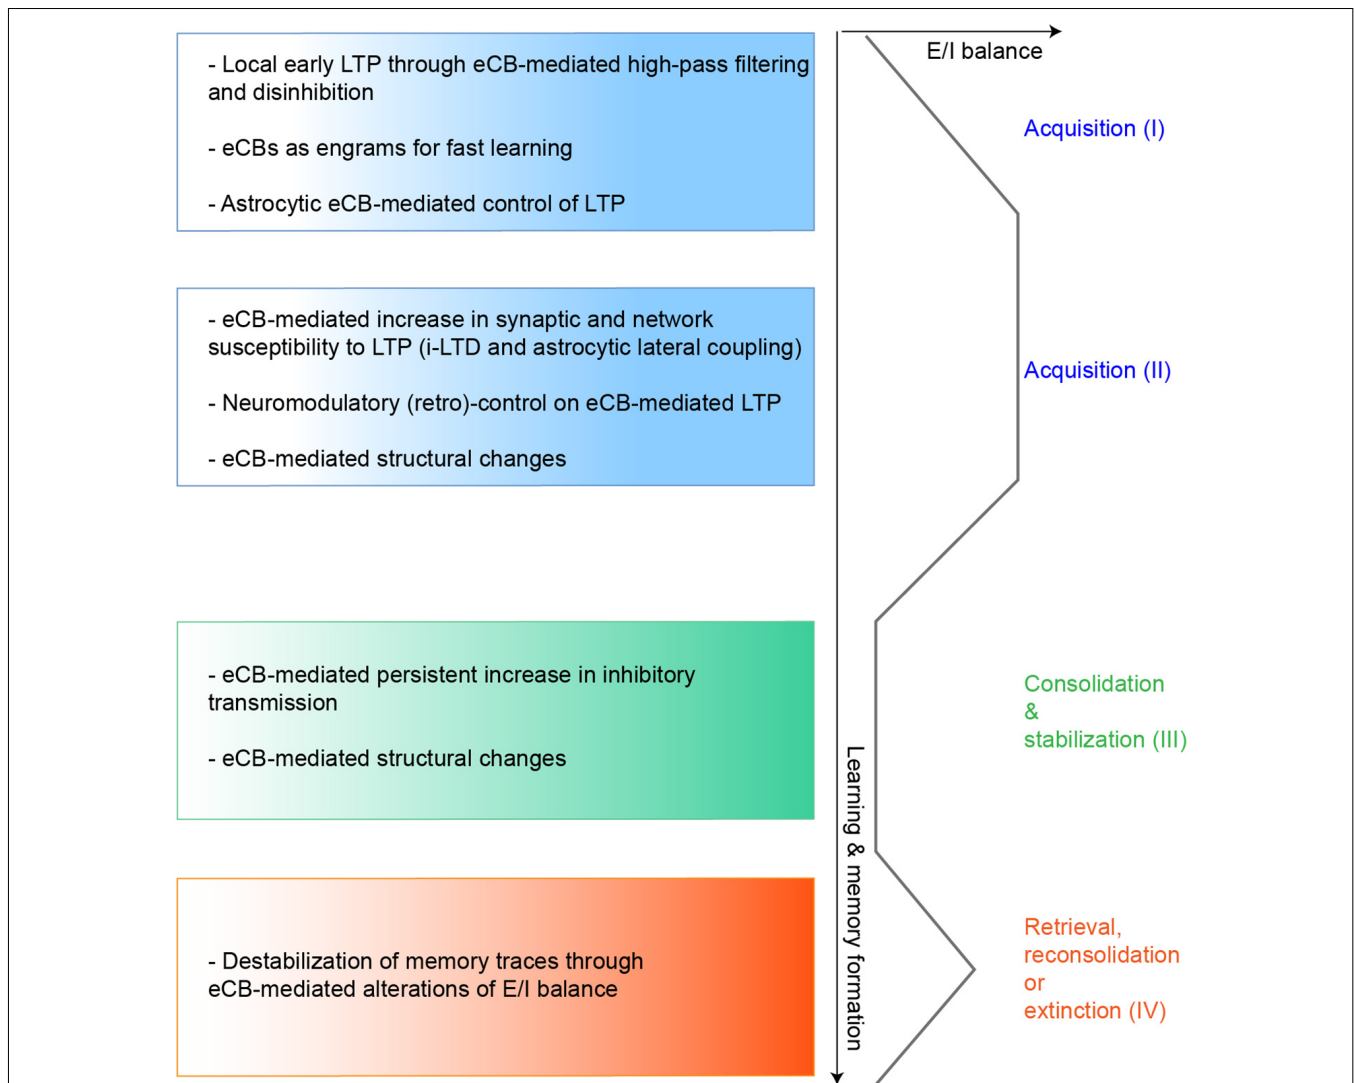 E/I balance
- Local early LTP through eCB-mediated high-pass filtering
and disinhibition
- eCBs as engrams for fast learning
- Astrocytic eCB-mediated control of LTP
Acquisition (I)
- eCB-mediated increase in synaptic and network
susceptibility to LTP (i-LTD and astrocytic lateral coupling)
- Neuromodulatory (retro)-control on eCB-mediated LTP
- eCB-mediated structural changes
Acquisition (II)
- eCB-mediated persistent increase in inhibitory
transmission
- eCB-mediated structural changes
Consolidation
&
stabilization (III)
Learning & memory formation
- Destabilization of memory traces through
eCB-mediated alterations of E/I balance
Retrieval,
reconsolidation
or
extinction (IV)